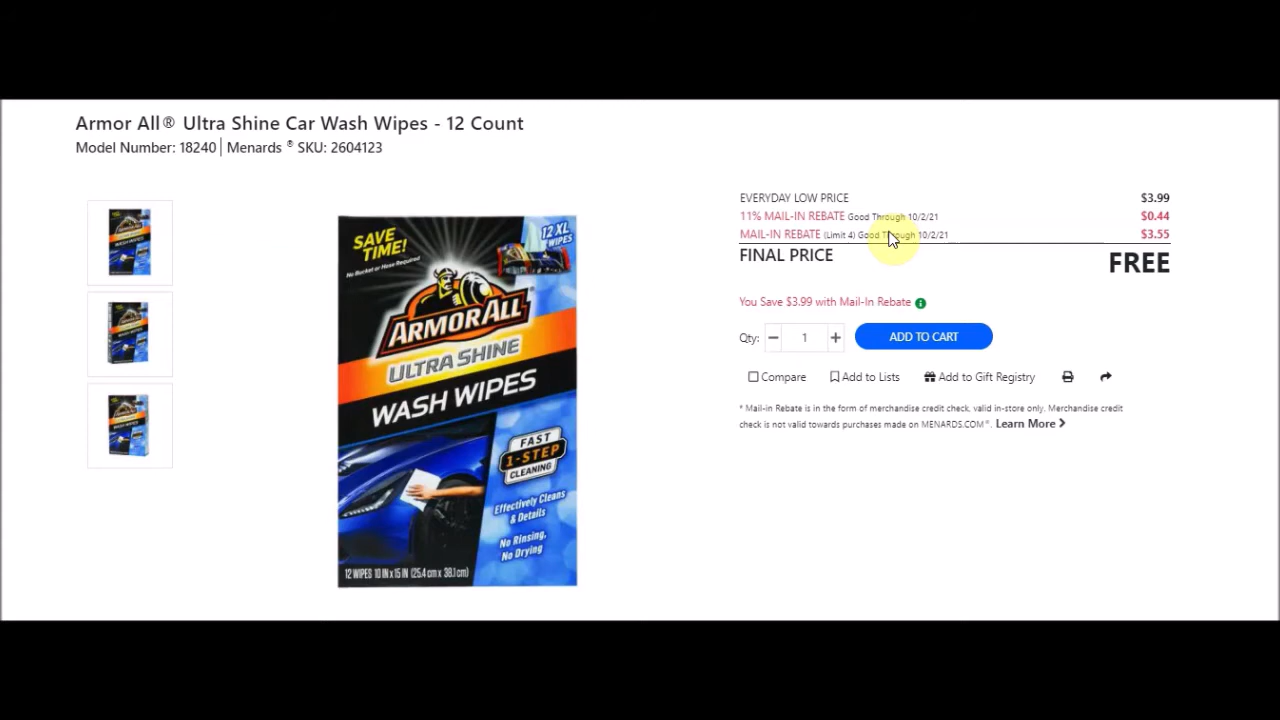 Armor All® Ultra Shine Car Wash Wipes - 12 Count
Model Number: 18240 | Menards ® SKU: 2604123
EVERYDAY LOW PRICE $3.99
11% MAIL-IN REBATE Good Through 10/2/21 $0.44
MAIL-IN REBATE (Limit 4) Good Through 10/2/21 $3.55
FINAL PRICE FREE
You Save $3.99 with Mail-In Rebate
Qty: 1 ADD TO CART
Compare Add to Lists Add to Gift Registry
* Mail-in Rebate is in the form of merchandise credit check, valid in-store only. Merchandise credit
check is not valid towards purchases made on MENARDS.COM®. Learn More
SAVE
TIME!
No Bucket or Hose Required
12 XL
WIPES
ARMOR ALL
ULTRA SHINE
WASH WIPES
FAST
1-STEP
CLEANING
Effectively Cleans
& Details
No Rinsing,
No Drying
12 WIPES 10 IN x 15 IN (25.4 cm x 38.1 cm)